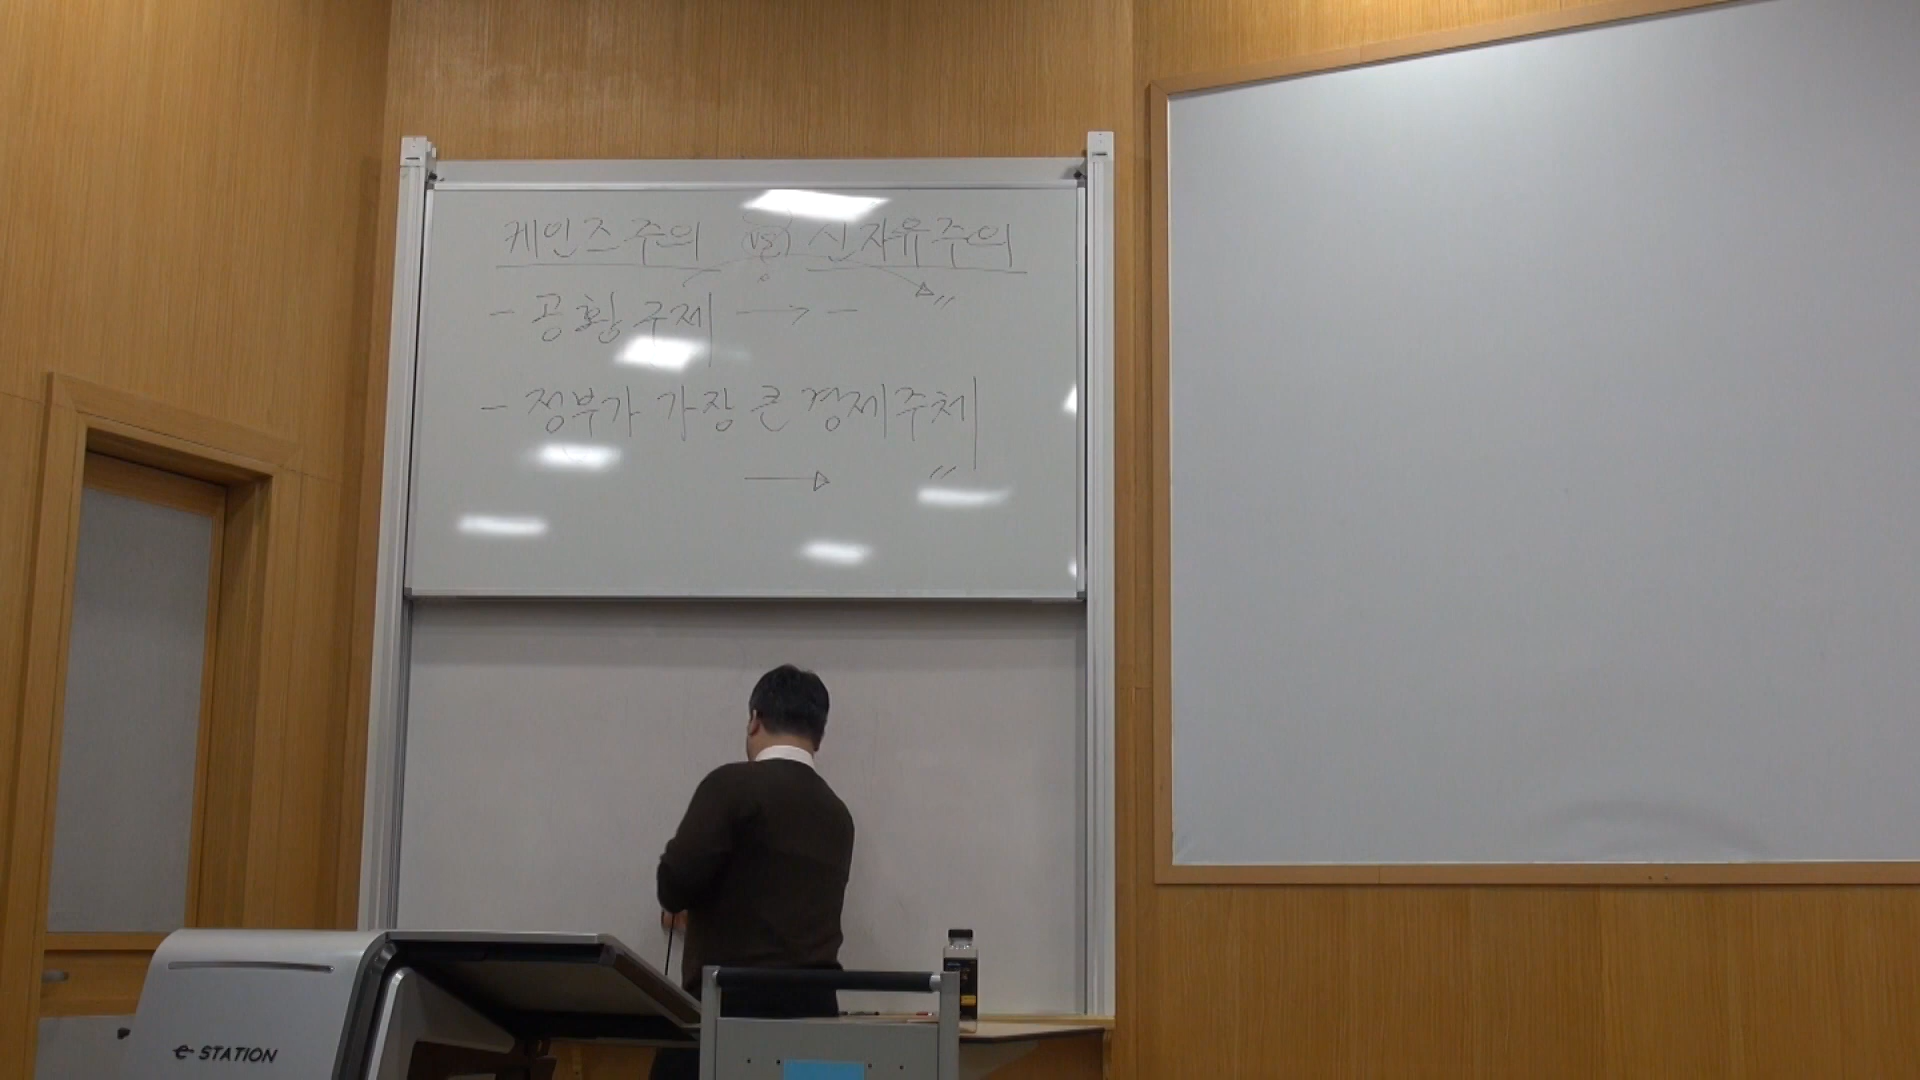 케인즈주의 VS 신자유주의
- 공황구제 → - 〃
- 정부가 가장 큰 경제주체
→ 〃
e-STATION